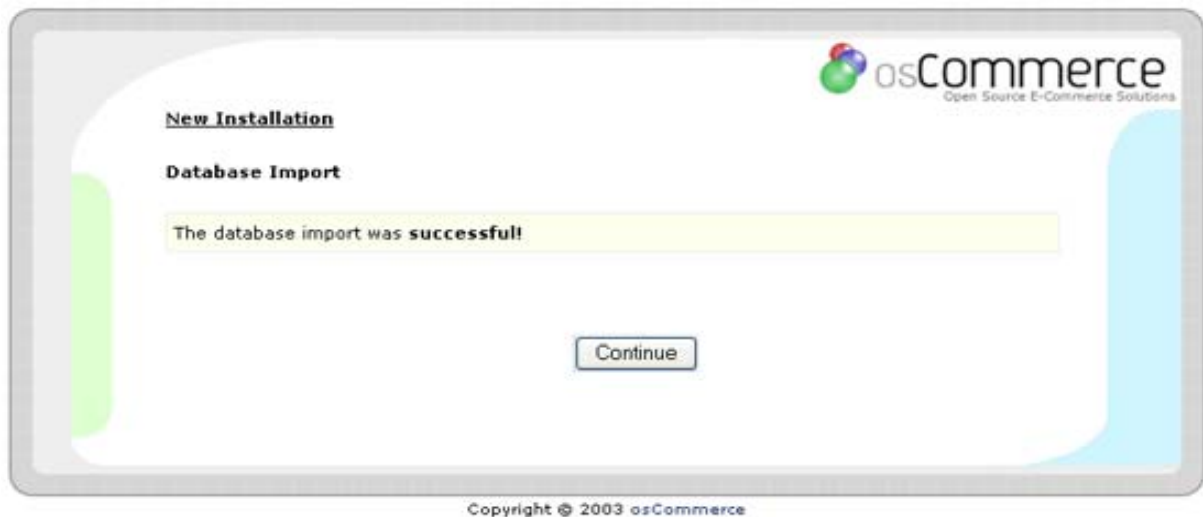 osCommerce
Open Source E-Commerce Solutions
New Installation
Database Import
The database import was successful!
Continue
Copyright © 2003 osCommerce